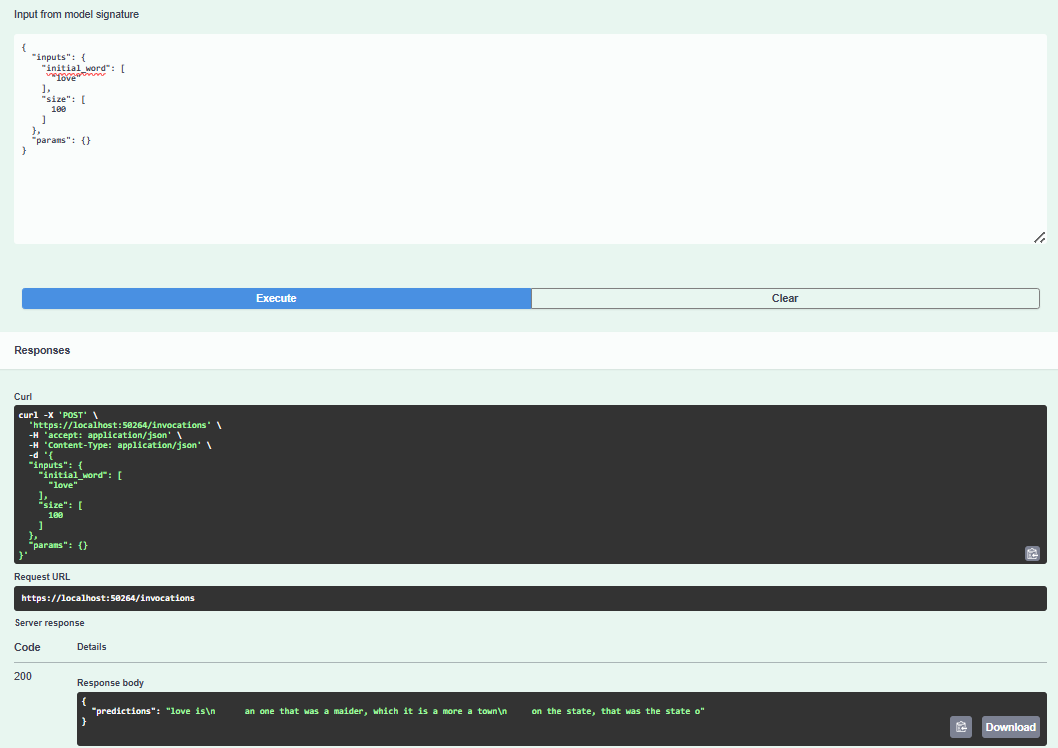 Input from model signature
{
  "inputs": {
    "initial_word": [
      "love"
    ],
    "size": [
      100
    ]
  },
  "params": {}
}
Execute
Clear
Responses
Curl
curl -X 'POST' \
  'https://localhost:50264/invocations' \
  -H 'accept: application/json' \
  -H 'Content-Type: application/json' \
  -d '{
  "inputs": {
    "initial_word": [
      "love"
    ],
    "size": [
      100
    ]
  },
  "params": {}
}'
Request URL
https://localhost:50264/invocations
Server response
Code Details
200
Response body
{
  "predictions": "love is\n      an one that was a maider, which it is a more a town\n     on the state, that was the state o"
}
Download